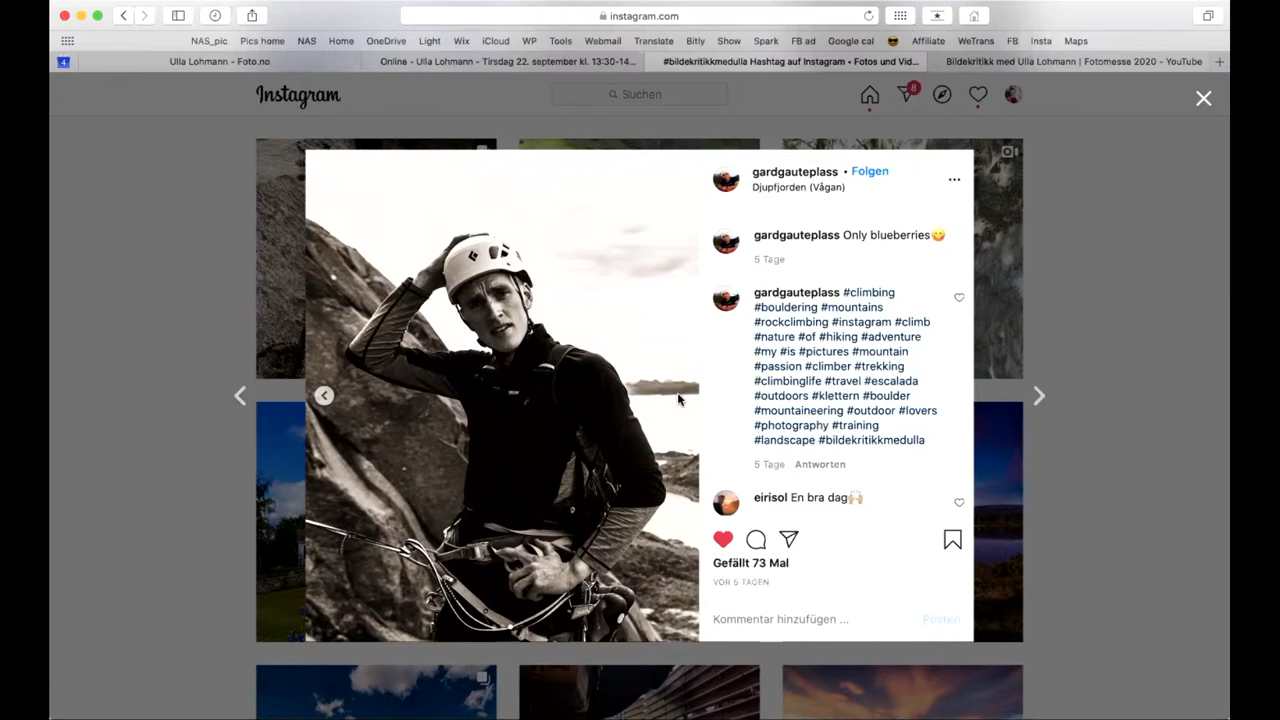 instagram.com
NAS_pic Pics home NAS Home OneDrive Light Wix iCloud WP Tools Webmail Translate Bitly Show Spark FB ad Google cal Affiliate WeTrans FB Insta Maps
4 Ulla Lohmann - Foto.no Online - Ulla Lohmann - Tirsdag 22. september kl. 13:30-14... #bildekritikkmedulla Hashtag auf Instagram • Fotos und Vid... Bildekritikk med Ulla Lohmann | Fotomesse 2020 - YouTube
Instagram Suchen 8
gardgauteplass • Folgen
Djupfjorden (Vågan)
gardgauteplass Only blueberries😋
5 Tage
gardgauteplass #climbing
#bouldering #mountains
#rockclimbing #instagram #climb
#nature #of #hiking #adventure
#my #is #pictures #mountain
#passion #climber #trekking
#climbinglife #travel #escalada
#outdoors #klettern #boulder
#mountaineering #outdoor #lovers
#photography #training
#landscape #bildekritikkmedulla
5 Tage Antworten
eirisol En bra dag🙌🏼
Gefällt 73 Mal
VOR 5 TAGEN
Kommentar hinzufügen ... Posten